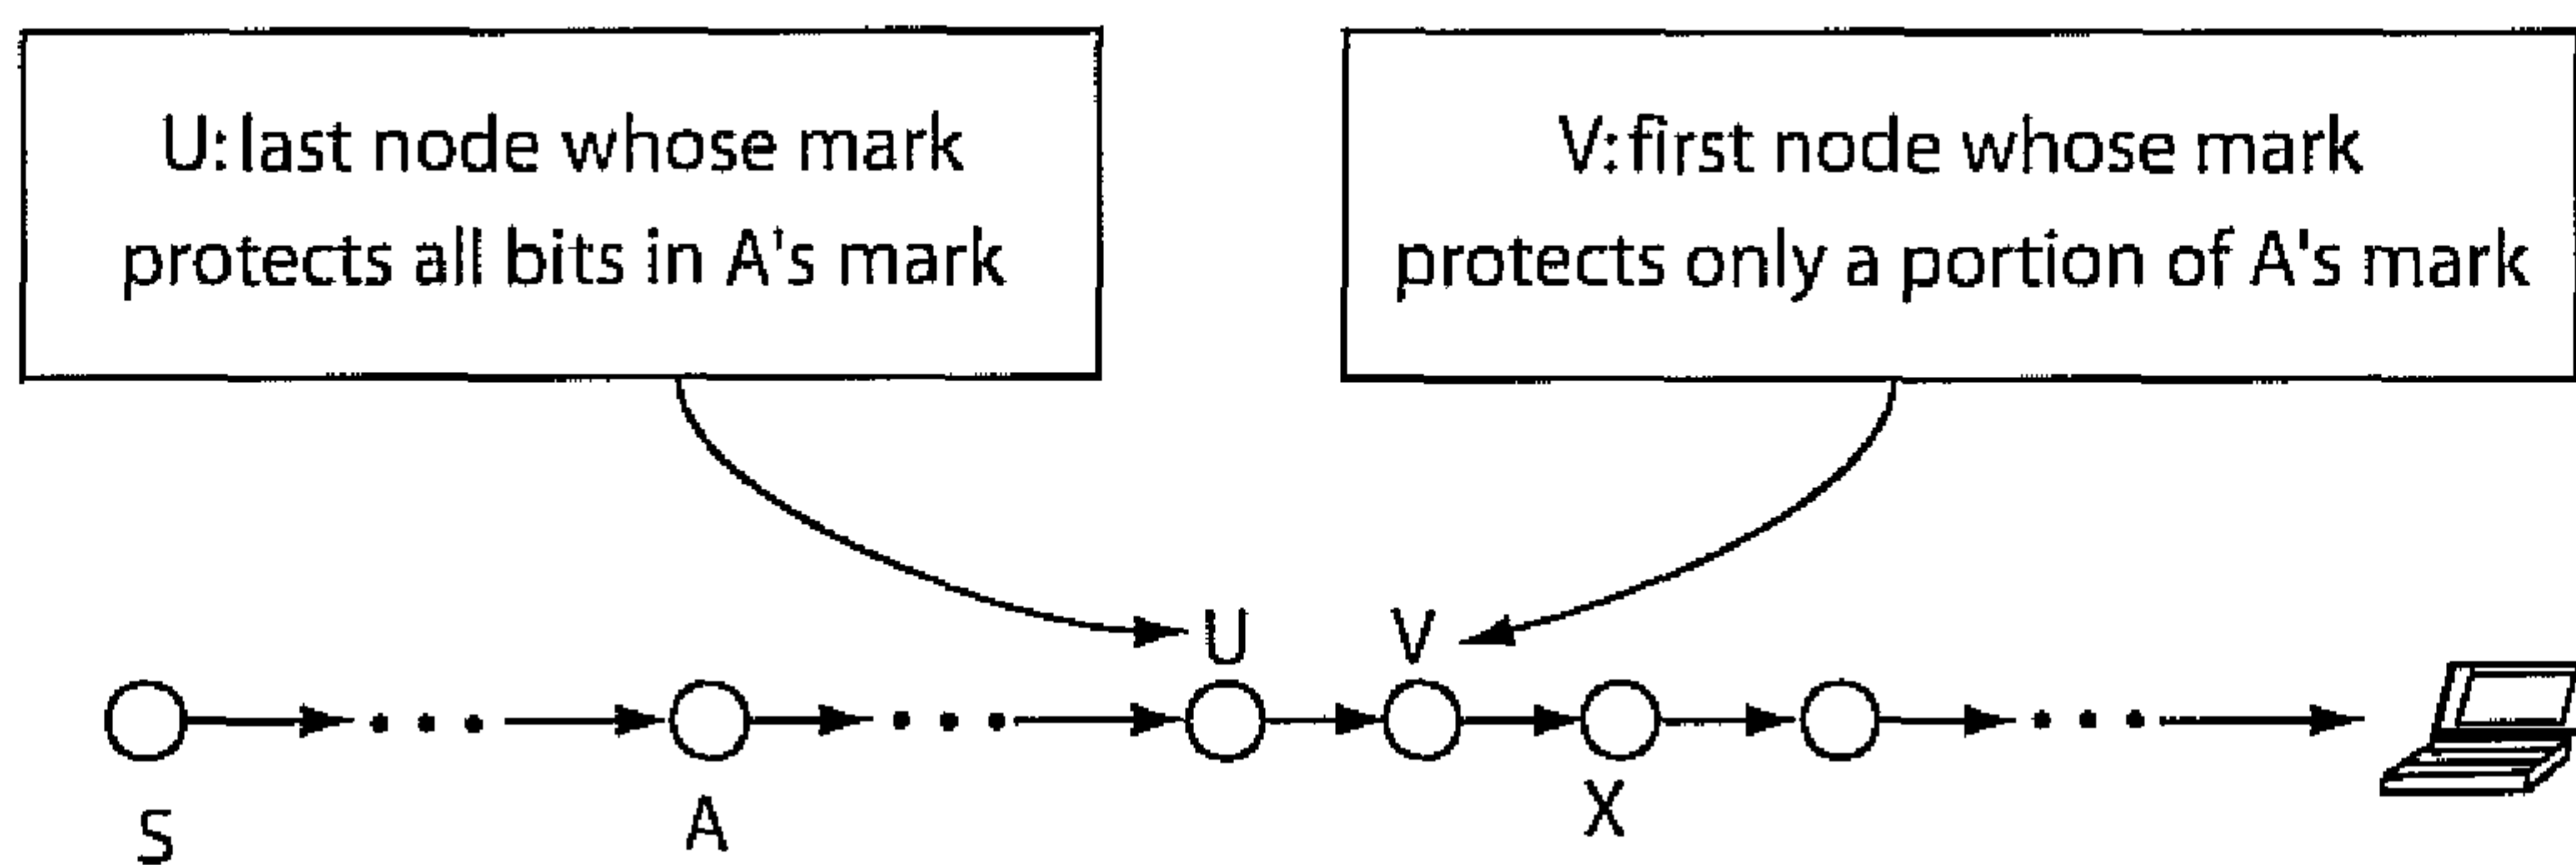 U: last node whose mark
protects all bits in A's mark
V: first node whose mark
protects only a portion of A's mark
U
V
S
A
X